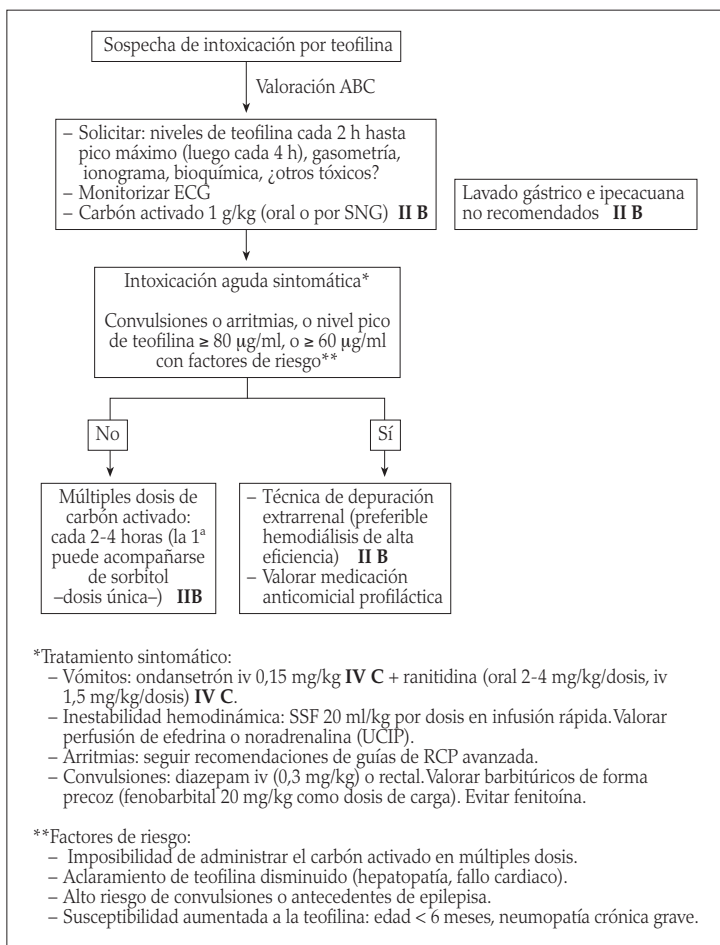 Sospecha de intoxicación por teofilina
Valoración ABC
– Solicitar: niveles de teofilina cada 2 h hasta
pico máximo (luego cada 4 h), gasometría,
ionograma, bioquímica, ¿otros tóxicos?
– Monitorizar ECG
– Carbón activado 1 g/kg (oral o por SNG) II B
Lavado gástrico e ipecacuana
no recomendados II B
Intoxicación aguda sintomática*
Convulsiones o arritmias, o nivel pico
de teofilina ≥ 80 µg/ml, o ≥ 60 µg/ml
con factores de riesgo**
No
Sí
Múltiples dosis de
carbón activado:
cada 2-4 horas (la 1ª
puede acompañarse
de sorbitol
–dosis única–) IIB
– Técnica de depuración
extrarrenal (preferible
hemodiálisis de alta
eficiencia) II B
– Valorar medicación
anticomicial profiláctica
*Tratamiento sintomático:
– Vómitos: ondansetrón iv 0,15 mg/kg IV C + ranitidina (oral 2-4 mg/kg/dosis, iv
1,5 mg/kg/dosis) IV C.
– Inestabilidad hemodinámica: SSF 20 ml/kg por dosis en infusión rápida. Valorar
perfusión de efedrina o noradrenalina (UCIP).
– Arritmias: seguir recomendaciones de guías de RCP avanzada.
– Convulsiones: diazepam iv (0,3 mg/kg) o rectal. Valorar barbitúricos de forma
precoz (fenobarbital 20 mg/kg como dosis de carga). Evitar fenitoína.
**Factores de riesgo:
– Imposibilidad de administrar el carbón activado en múltiples dosis.
– Aclaramiento de teofilina disminuido (hepatopatía, fallo cardiaco).
– Alto riesgo de convulsiones o antecedentes de epilepisa.
– Susceptibilidad aumentada a la teofilina: edad < 6 meses, neumopatía crónica grave.